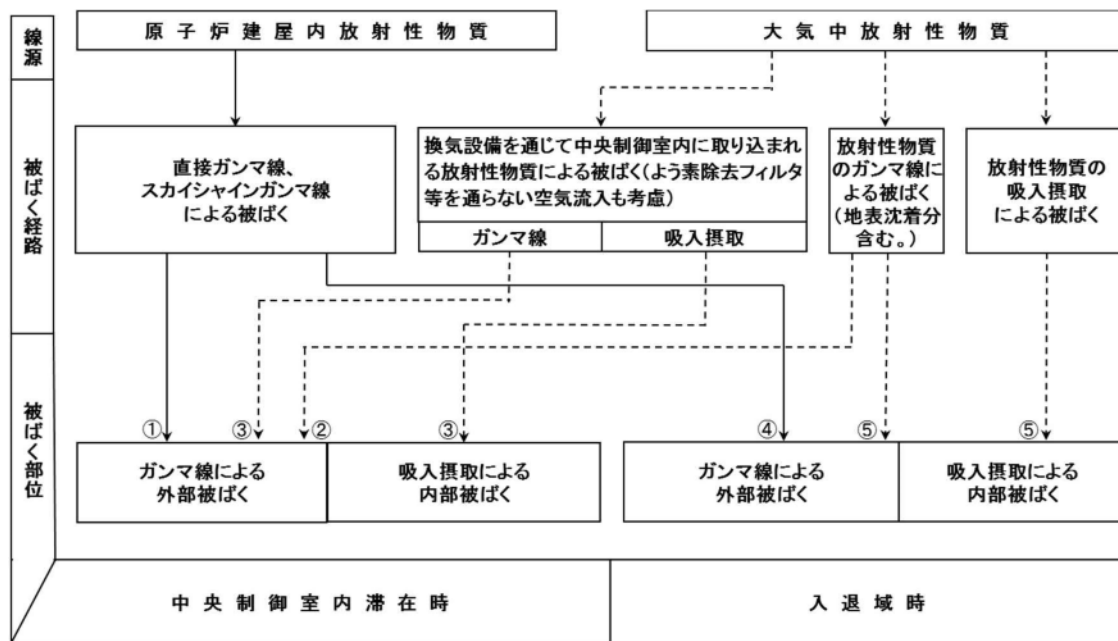 線源
原子炉建屋内放射性物質
大気中放射性物質
被ばく経路
直接ガンマ線、
スカイシャインガンマ線
による被ばく
換気設備を通じて中央制御室内に取り込まれ
る放射性物質による被ばく(よう素除去フィルタ
等を通らない空気流入も考慮)
ガンマ線
吸入摂取
放射性物質
のガンマ線に
よる被ばく
(地表沈着分
含む。)
放射性物質の
吸入摂取
による被ばく
被ばく部位
①
③
②
③
④
⑤
⑤
ガンマ線による
外部被ばく
吸入摂取による
内部被ばく
ガンマ線による
外部被ばく
吸入摂取による
内部被ばく
中央制御室内滞在時
入退域時